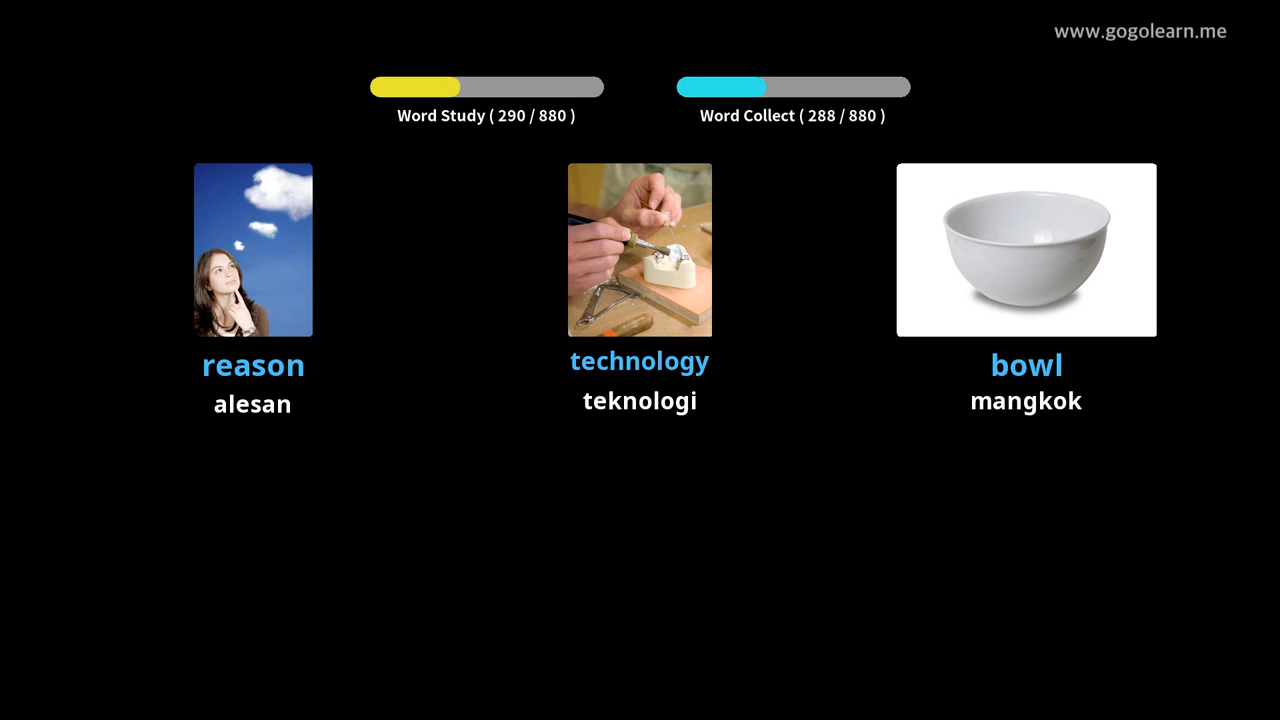 www.gogolearn.me
Word Study ( 290 / 880 )
Word Collect ( 288 / 880 )
reason
alesan
technology
teknologi
bowl
mangkok